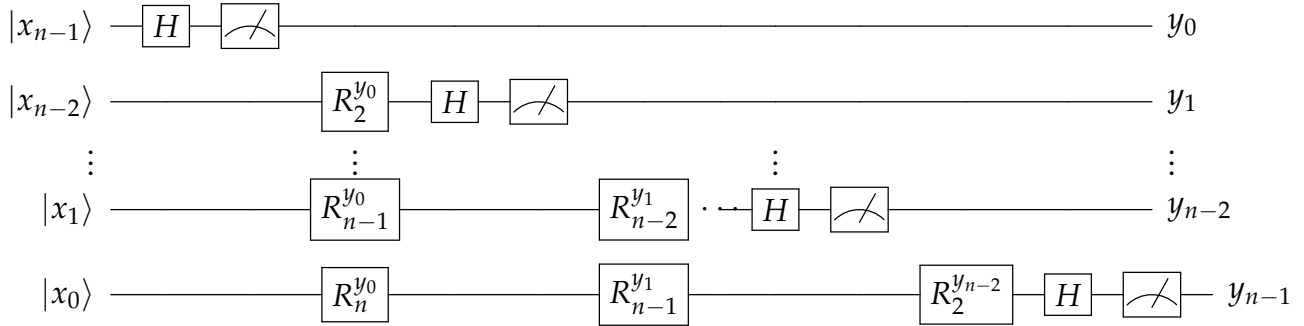 |x_{n−1}⟩ H y_0
|x_{n−2}⟩ R_2^{y_0} H y_1
⋮ ⋮ ⋮ ⋮
|x_1⟩ R_{n−1}^{y_0} R_{n−2}^{y_1} ⋯ H y_{n−2}
|x_0⟩ R_n^{y_0} R_{n−1}^{y_1} R_2^{y_{n−2}} H y_{n−1}